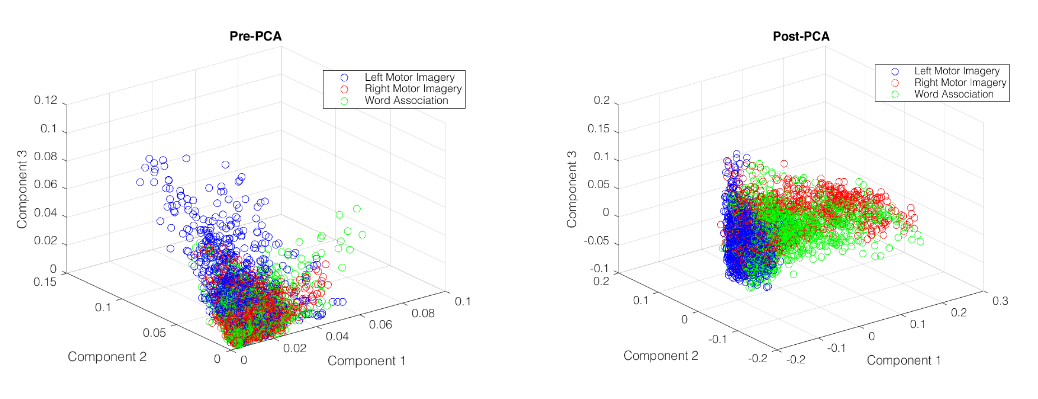 Pre-PCA
Left Motor Imagery
Right Motor Imagery
Word Association
0.12
0.1
0.08
0.06
0.04
0.02
0
Component 3
0.15
0.1
0.05
0
Component 2
0
0.02
0.04
0.06
0.08
0.1
Component 1
Post-PCA
Left Motor Imagery
Right Motor Imagery
Word Association
0.2
0.15
0.1
0.05
0
-0.05
-0.1
Component 3
0.2
0.1
0
-0.1
-0.2
Component 2
-0.2
-0.1
0
0.1
0.2
0.3
Component 1